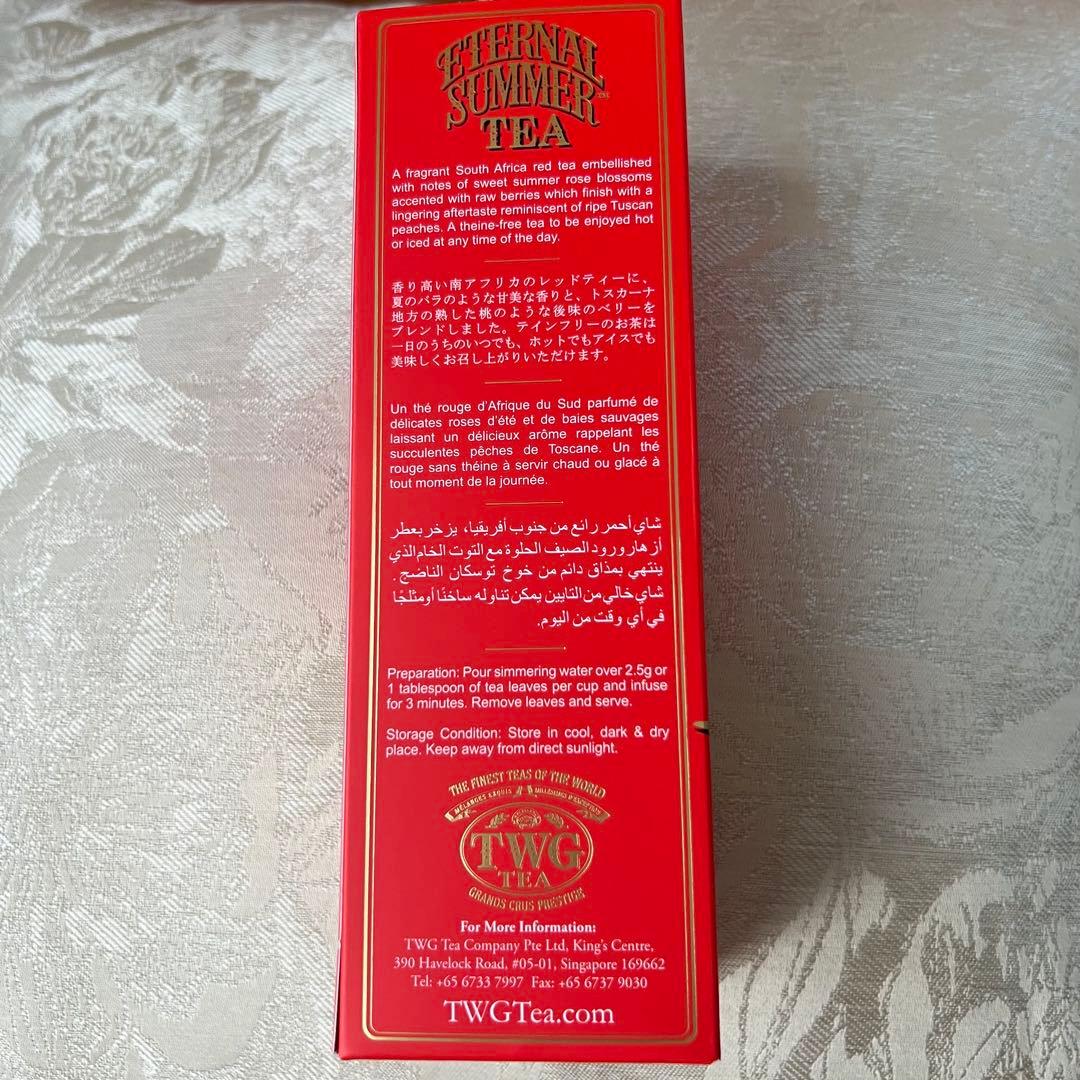 ETERNAL
SUMMER™
TEA
A fragrant South Africa red tea embellished
with notes of sweet summer rose blossoms
accented with raw berries which finish with a
lingering aftertaste reminiscent of ripe Tuscan
peaches. A theine-free tea to be enjoyed hot
or iced at any time of the day.
香り高い南アフリカのレッドティーに、
夏のバラのような甘美な香りと、トスカーナ
地方の熟した桃のような後味のベリーを
ブレンドしました。テインフリーのお茶は
一日のうちのいつでも、ホットでもアイスでも
美味しくお召し上がりいただけます。
Un thé rouge d'Afrique du Sud parfumé de
délicates roses d'été et de baies sauvages
laissant un délicieux arôme rappelant les
succulentes pêches de Toscane. Un thé
rouge sans théine à servir chaud ou glacé à
tout moment de la journée.
شاي أحمر رائع من جنوب أفريقيا، يزخر بعطر
أزهار ورود الصيف الحلوة مع التوت الخام الذي
ينتهي بمذاق دائم من خوخ توسكان الناضج.
شاي خالي من التايين يمكن تناوله ساخنًا أو مثلجًا
في أي وقت من اليوم.
Preparation: Pour simmering water over 2.5g or
1 tablespoon of tea leaves per cup and infuse
for 3 minutes. Remove leaves and serve.
Storage Condition: Store in cool, dark & dry
place. Keep away from direct sunlight.
THE FINEST TEAS OF THE WORLD
MÉLANGES EXQUIS MILLÉSIMES D'EXCEPTION
TWG
TEA
GRANDS CRUS PRESTIGE
For More Information:
TWG Tea Company Pte Ltd, King's Centre,
390 Havelock Road, #05-01, Singapore 169662
Tel: +65 6733 7997 Fax: +65 6737 9030
TWGTea.com